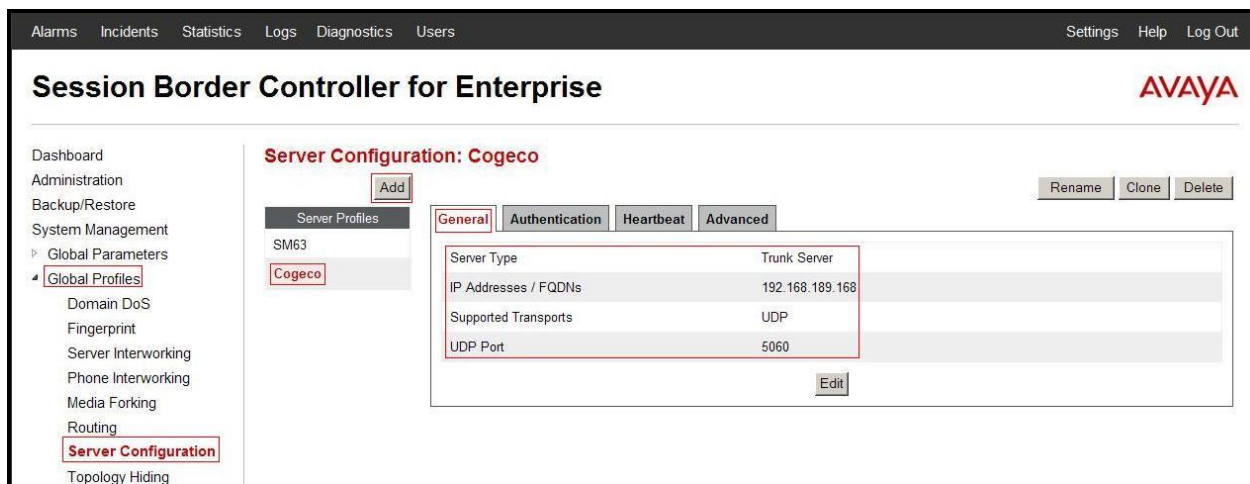 Alarms Incidents Statistics Logs Diagnostics Users Settings Help Log Out
Session Border Controller for Enterprise
AVAYA
Dashboard
Administration
Backup/Restore
System Management
Global Parameters
Global Profiles
Domain DoS
Fingerprint
Server Interworking
Phone Interworking
Media Forking
Routing
Server Configuration
Topology Hiding
Server Configuration: Cogeco
Add
Rename Clone Delete
Server Profiles
SM63
Cogeco
General Authentication Heartbeat Advanced
Server Type Trunk Server
IP Addresses / FQDNs 192.168.189.168
Supported Transports UDP
UDP Port 5060
Edit